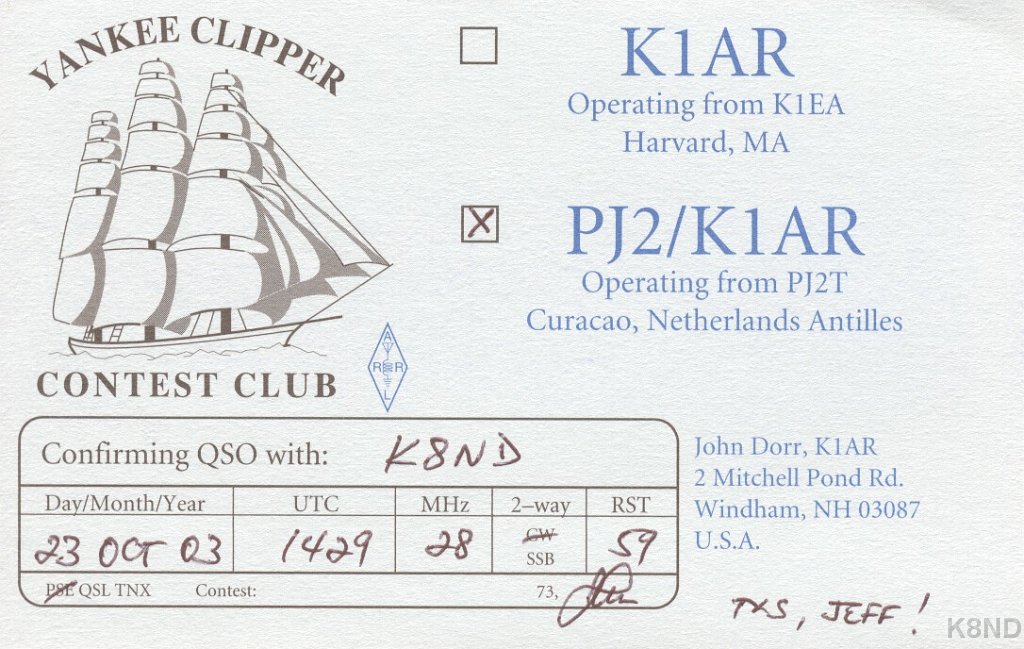 YANKEE CLIPPER
CONTEST CLUB
ARRL
K1AR
Operating from K1EA
Harvard, MA
X
PJ2/K1AR
Operating from PJ2T
Curacao, Netherlands Antilles
Confirming QSO with: K8ND
Day/Month/Year UTC MHz 2–way RST
23 OCT 03 1429 28 CW SSB 59
PSE QSL TNX Contest: 73,
John Dorr, K1AR
2 Mitchell Pond Rd.
Windham, NH 03087
U.S.A.
TKS, JEFF!
K8ND